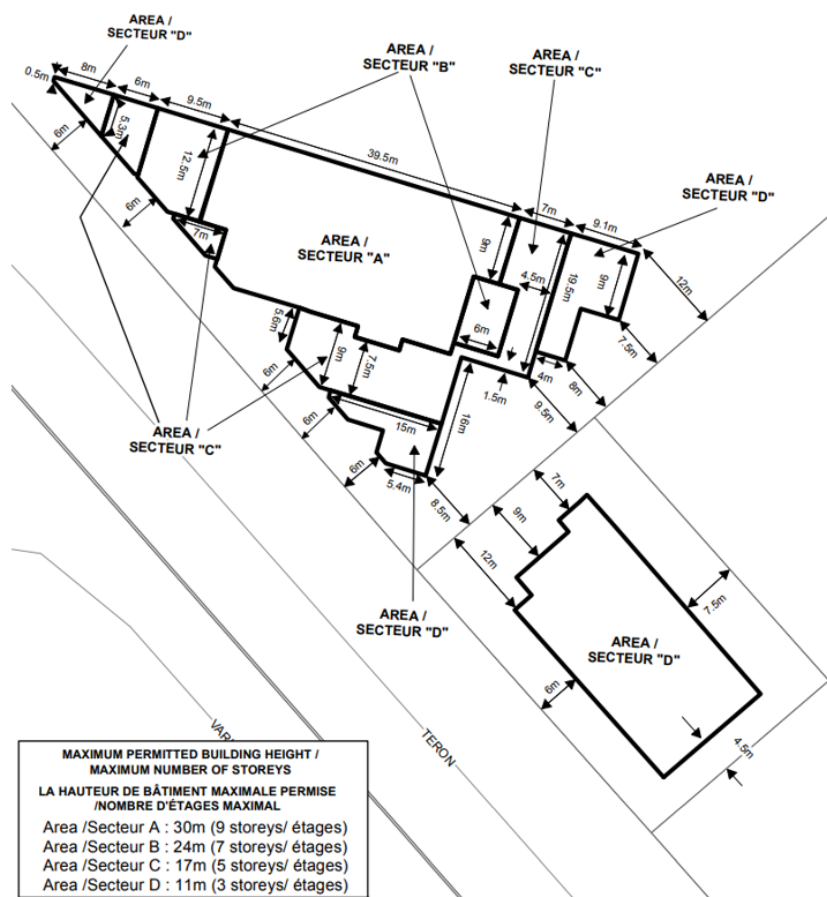 AREA /
SECTEUR "D"
AREA /
SECTEUR "B"
AREA /
SECTEUR "C"
0.5m
8m
6m
9.5m
39.5m
AREA /
SECTEUR "D"
5.3m
6m
12.5m
6m
7m
7m
9.1m
AREA /
SECTEUR "A"
9m
4.5m
19.5m
9m
12m
5.6m
9m
7.5m
6m
1.5m
4m
7.5m
8m
6m
9.5m
AREA /
SECTEUR "C"
6m
15m
16m
6m
5.4m
8.5m
7m
9m
12m
AREA /
SECTEUR "D"
7.5m
AREA /
SECTEUR "D"
6m
4.5m
TERON
MAXIMUM PERMITTED BUILDING HEIGHT /
MAXIMUM NUMBER OF STOREYS
LA HAUTEUR DE BÂTIMENT MAXIMALE PERMISE
/NOMBRE D'ÉTAGES MAXIMAL
Area /Secteur A : 30m (9 storeys/ étages)
Area /Secteur B : 24m (7 storeys/ étages)
Area /Secteur C : 17m (5 storeys/ étages)
Area /Secteur D : 11m (3 storeys/ étages)